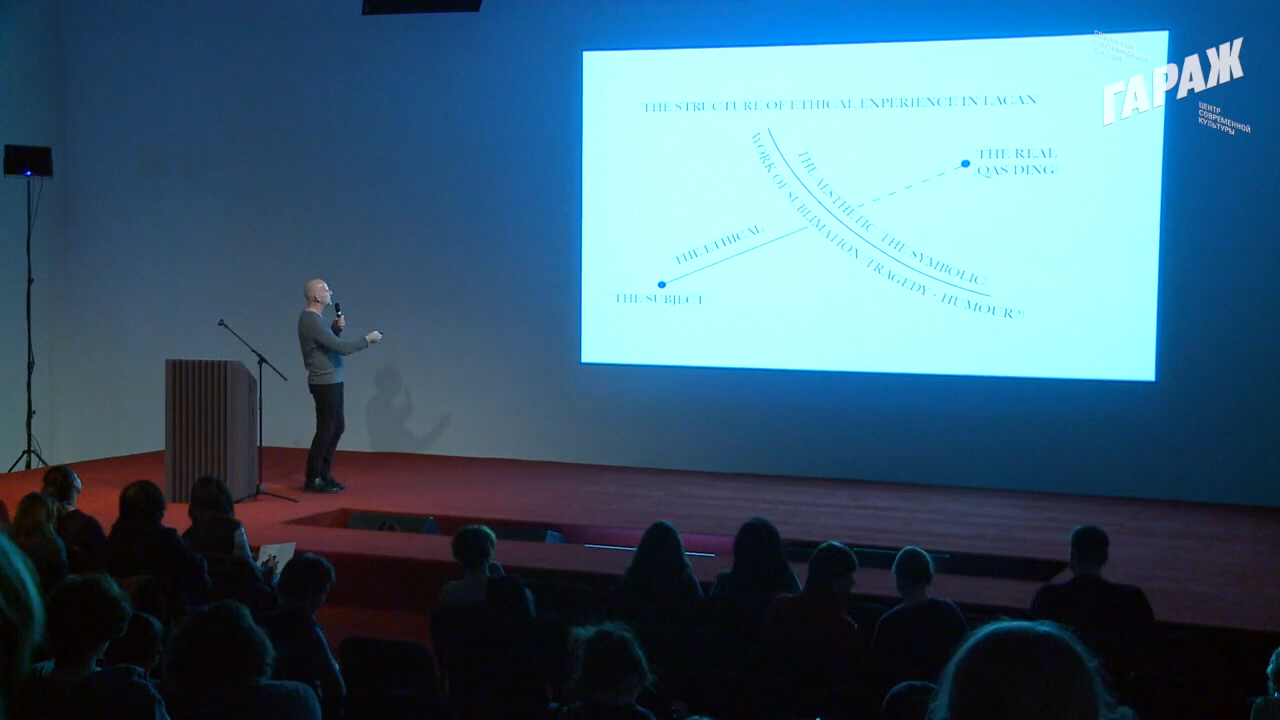 THE STRUCTURE OF ETHICAL EXPERIENCE IN LACAN
THE REAL
(DAS DING)
THE AESTHETIC (THE SYMBOLIC)
WORK OF SUBLIMATION (TRAGEDY - HUMOUR?)
THE ETHICAL
THE SUBJECT
ГАРАЖ
ЦЕНТР
СОВРЕМЕННОЙ
КУЛЬТУРЫ